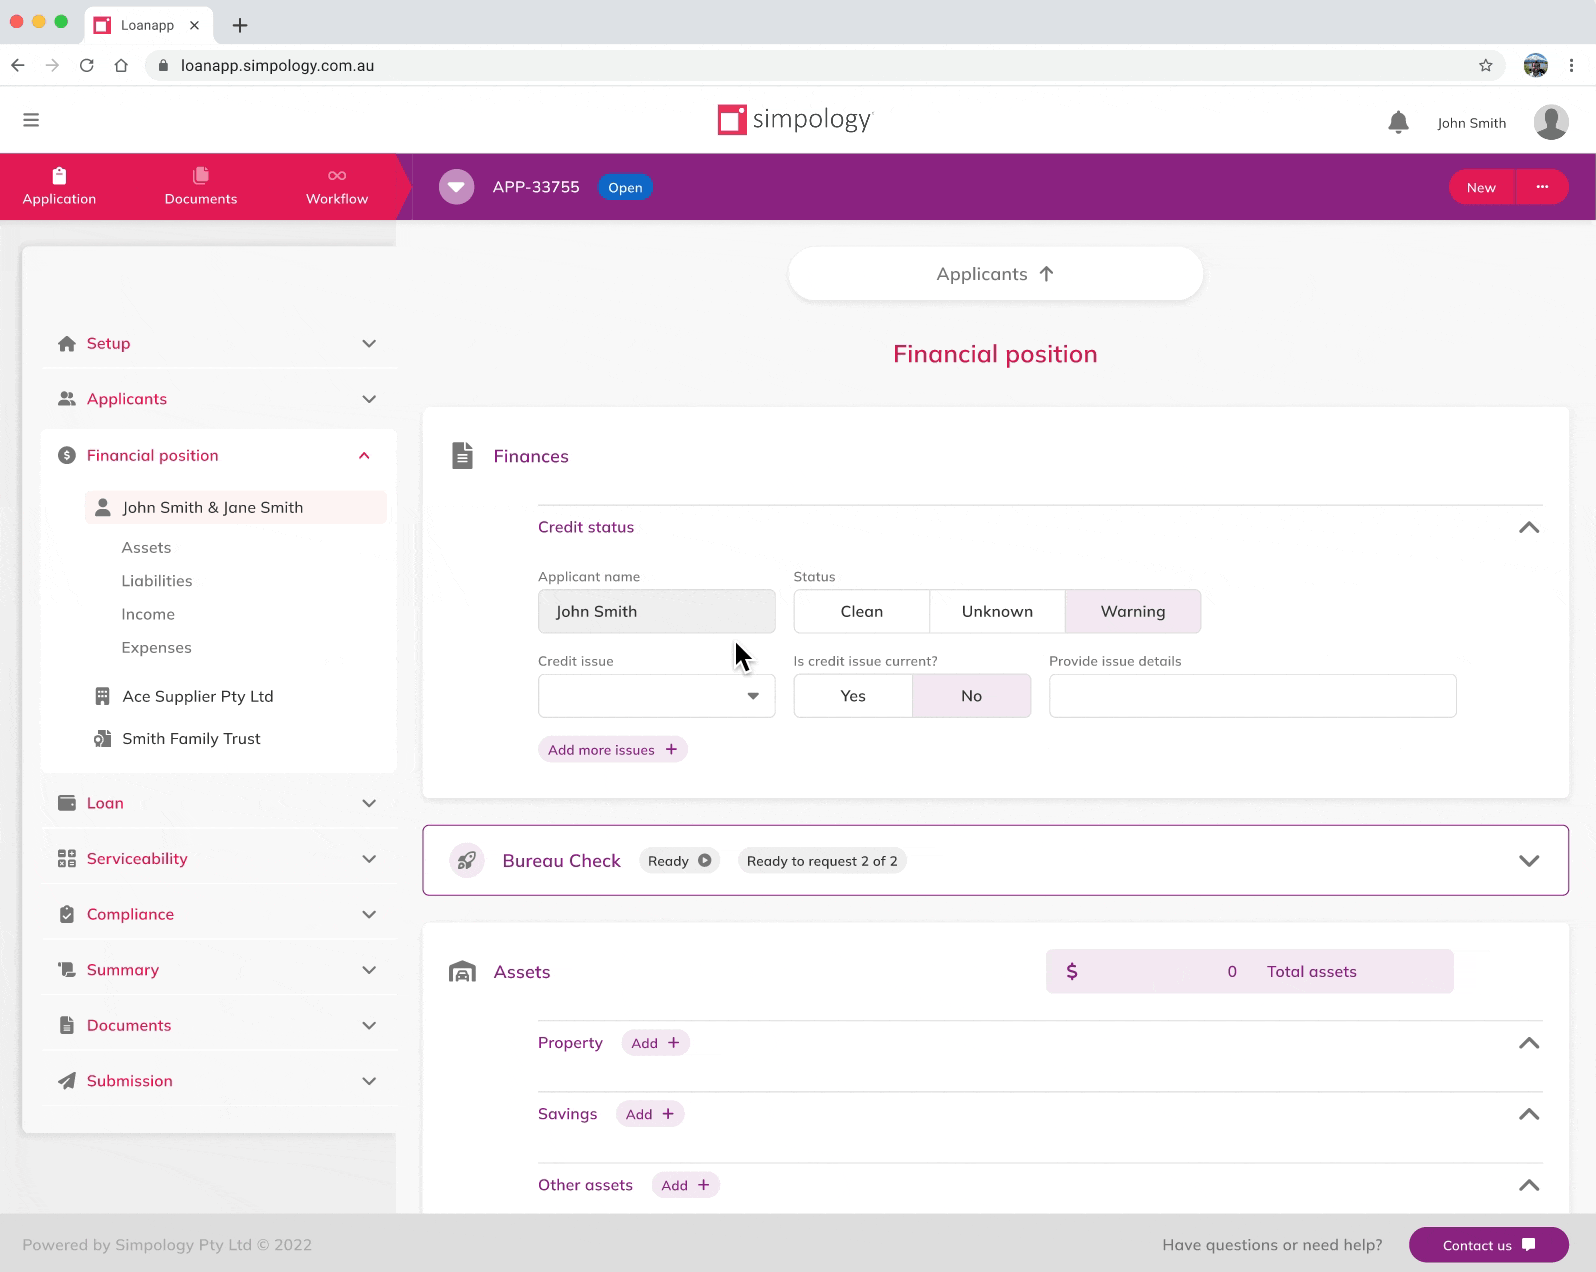 Loanapp
loanapp.simpology.com.au
simpology
John Smith
Application
Documents
Workflow
APP-33755
Open
New
Applicants
Setup
Applicants
Financial position
John Smith & Jane Smith
Assets
Liabilities
Income
Expenses
Ace Supplier Pty Ltd
Smith Family Trust
Loan
Serviceability
Compliance
Summary
Documents
Submission
Financial position
Finances
Credit status
Applicant name
Status
John Smith
Clean
Unknown
Warning
Credit issue
Is credit issue current?
Provide issue details
Yes
No
Add more issues +
Bureau Check
Ready
Ready to request 2 of 2
Assets
$ 0 Total assets
Property
Add +
Savings
Add +
Other assets
Add +
Powered by Simpology Pty Ltd © 2022
Have questions or need help?
Contact us